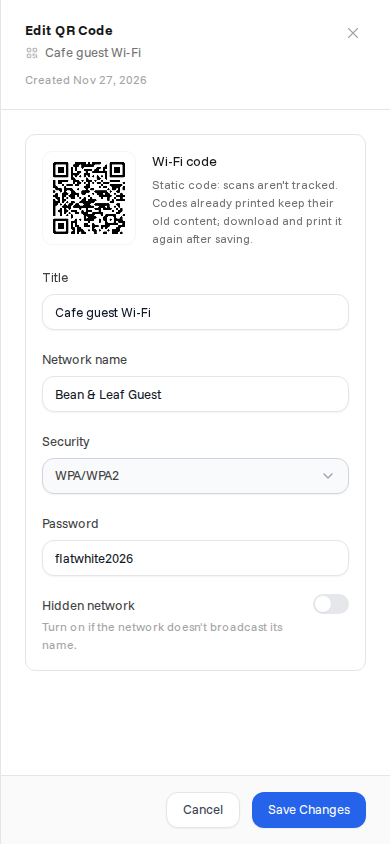 Edit QR Code
Cafe guest Wi-Fi
Created Nov 27, 2026
Wi-Fi code
Static code: scans aren't tracked.
Codes already printed keep their
old content; download and print it
again after saving.
Title
Cafe guest Wi-Fi
Network name
Bean & Leaf Guest
Security
WPA/WPA2
Password
flatwhite2026
Hidden network
Turn on if the network doesn't broadcast its
name.
Cancel
Save Changes